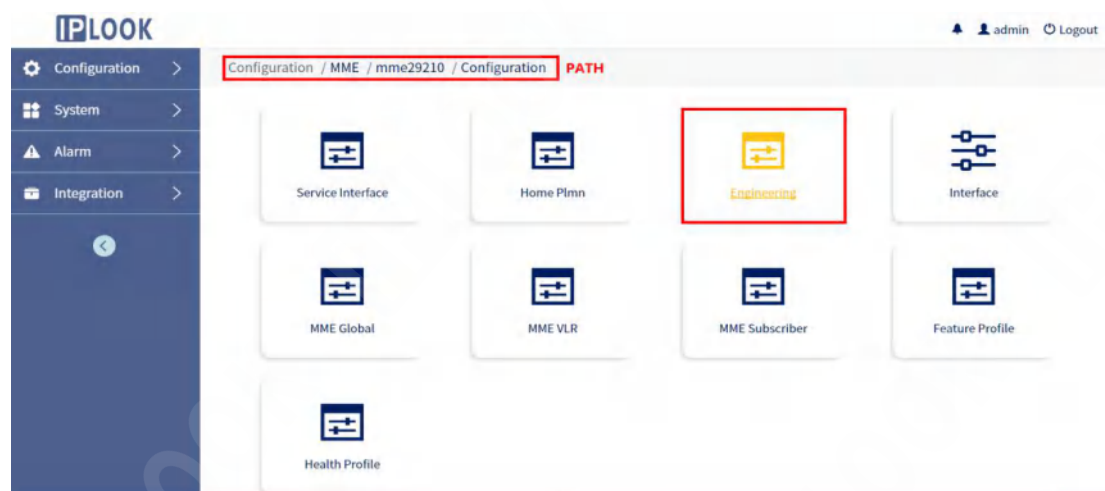 IPLOOK
admin Logout
Configuration
System
Alarm
Integration
Configuration / MME / mme29210 / Configuration PATH
Service Interface
Home Plmn
Engineering
Interface
MME Global
MME VLR
MME Subscriber
Feature Profile
Health Profile